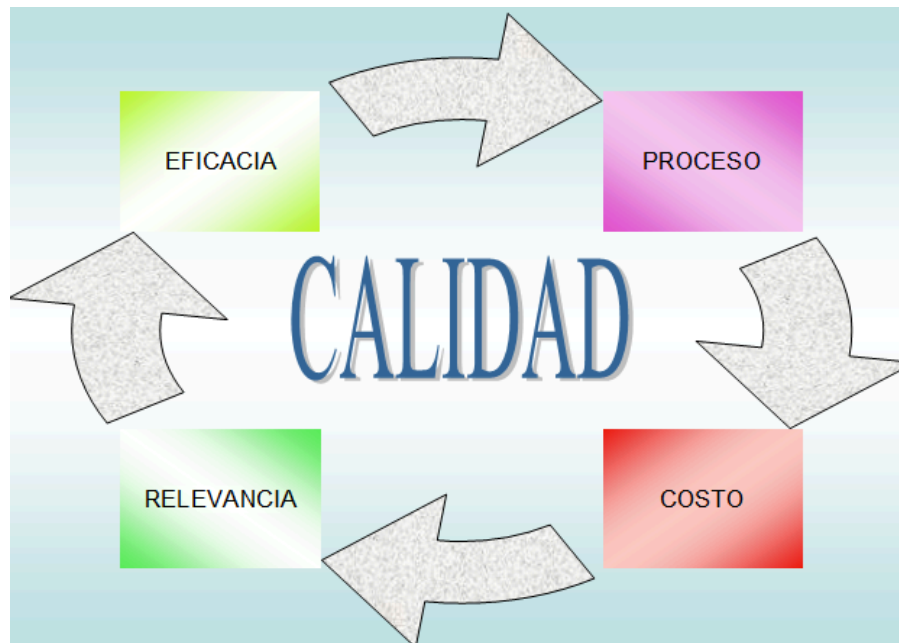 EFICACIA
PROCESO
CALIDAD
RELEVANCIA
COSTO